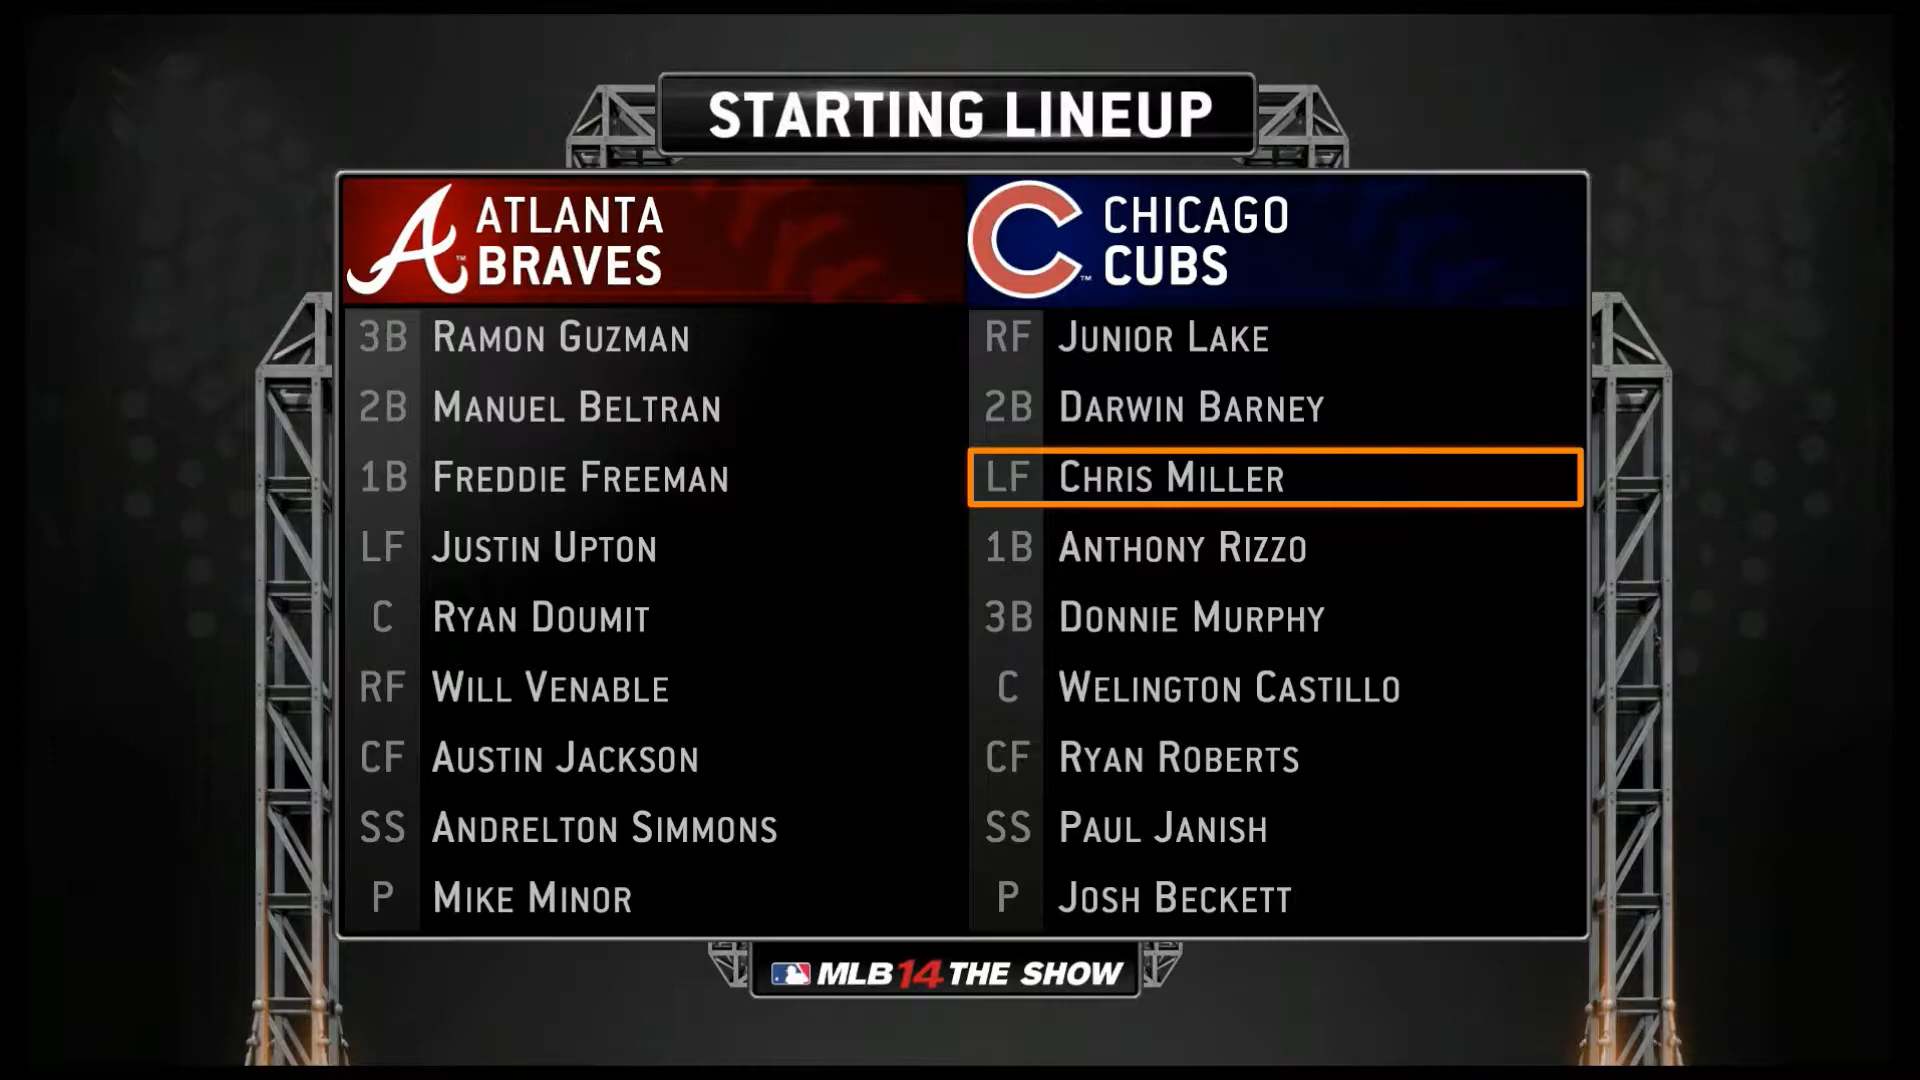 STARTING LINEUP
ATLANTA
BRAVES
CHICAGO
CUBS
3B RAMON GUZMAN
2B MANUEL BELTRAN
1B FREDDIE FREEMAN
LF JUSTIN UPTON
C RYAN DOUMIT
RF WILL VENABLE
CF AUSTIN JACKSON
SS ANDRELTON SIMMONS
P MIKE MINOR
RF JUNIOR LAKE
2B DARWIN BARNEY
LF CHRIS MILLER
1B ANTHONY RIZZO
3B DONNIE MURPHY
C WELINGTON CASTILLO
CF RYAN ROBERTS
SS PAUL JANISH
P JOSH BECKETT
MLB 14 THE SHOW